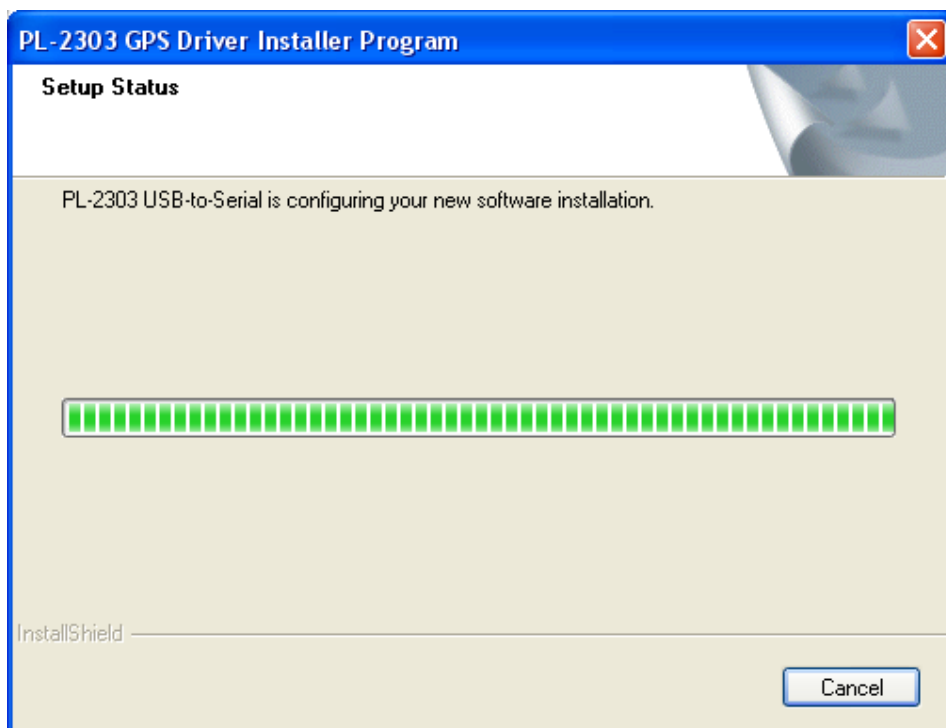 PL-2303 GPS Driver Installer Program
Setup Status
PL-2303 USB-to-Serial is configuring your new software installation.
InstallShield
Cancel